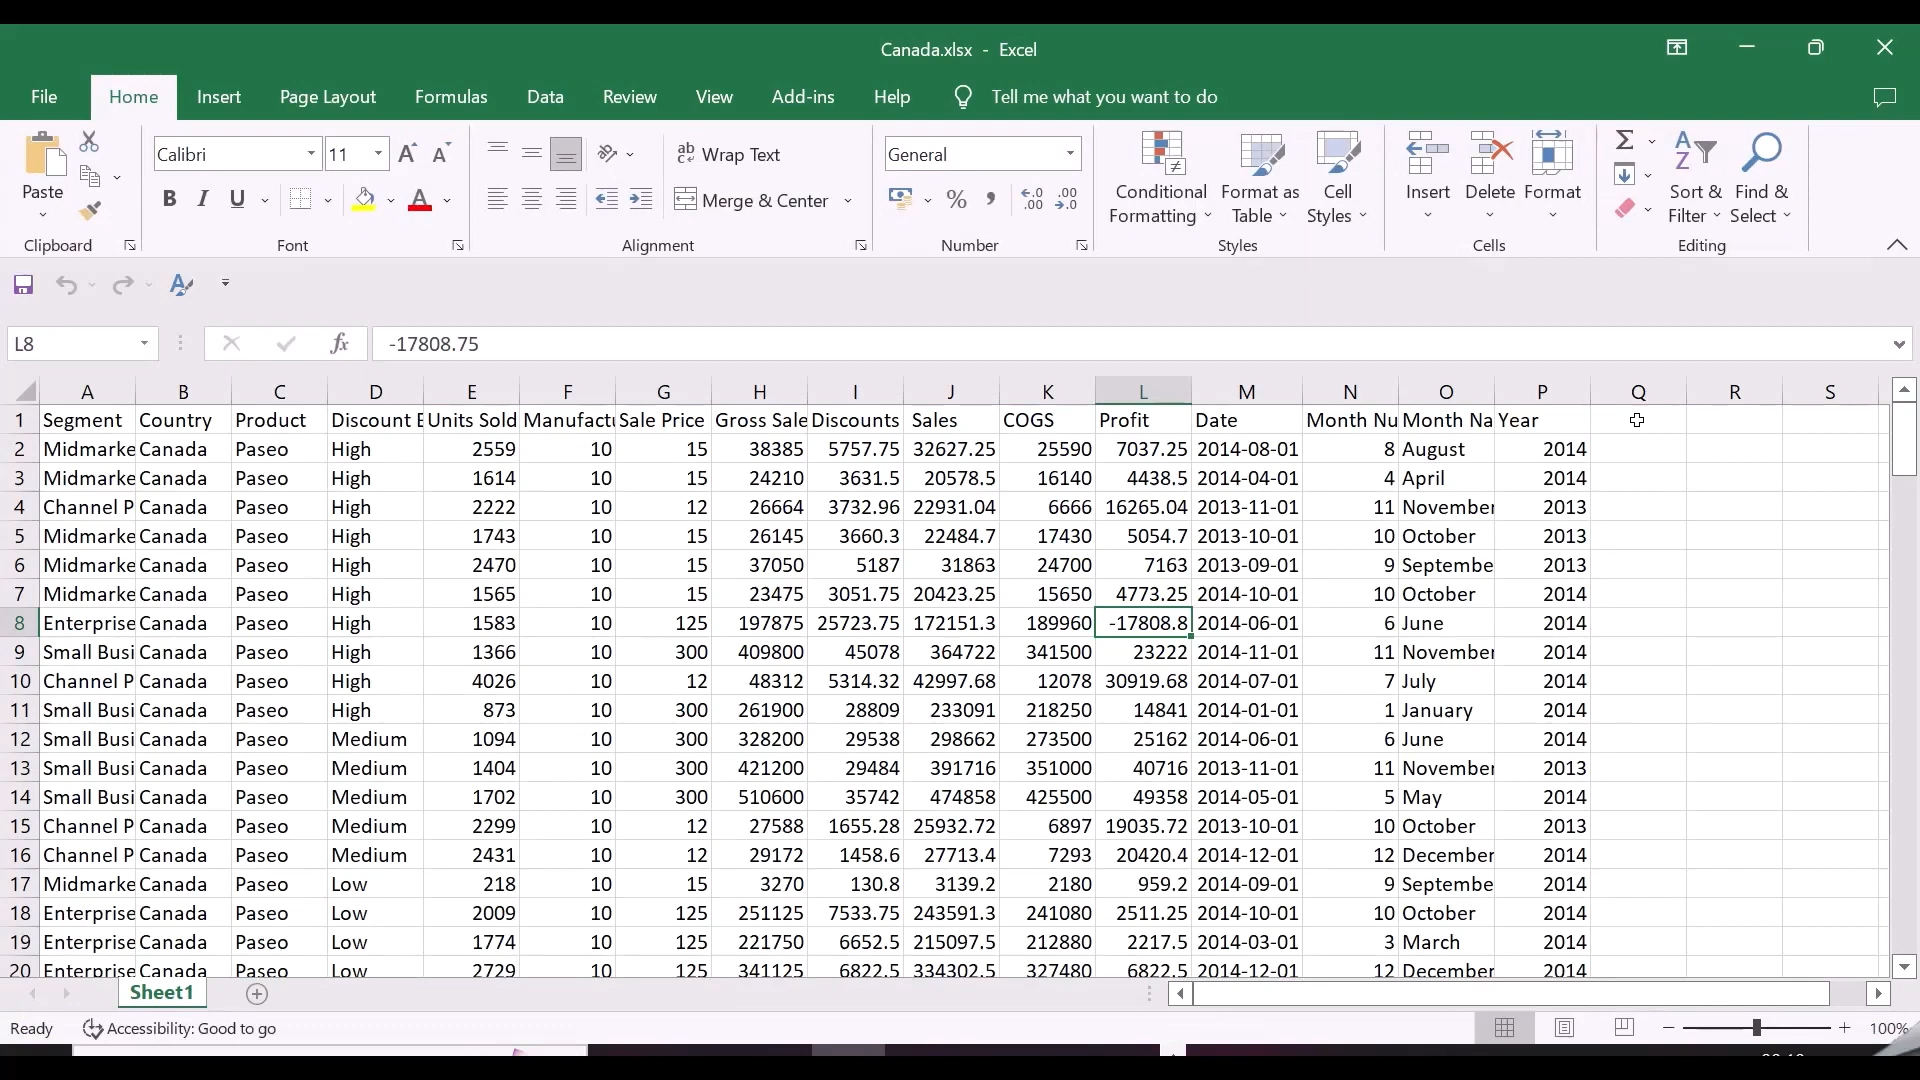 Canada.xlsx - Excel
File Home Insert Page Layout Formulas Data Review View Add-ins Help Tell me what you want to do
Paste
Calibri 11 A A
B I U A
ab Wrap Text
Merge & Center
General
% , .00 .00
Conditional Formatting
Format as Table
Cell Styles
Insert Delete Format
Sort & Filter
Find & Select
Clipboard Font Alignment Number Styles Cells Editing
L8 fx -17808.75
A B C D E F G H I J K L M N O P Q R S
1 Segment Country Product Discount E Units Sold Manufactu Sale Price Gross Sale Discounts Sales COGS Profit Date Month Nu Month Na Year
2 Midmarke Canada Paseo High 2559 10 15 38385 5757.75 32627.25 25590 7037.25 2014-08-01 8 August 2014
3 Midmarke Canada Paseo High 1614 10 15 24210 3631.5 20578.5 16140 4438.5 2014-04-01 4 April 2014
4 Channel P Canada Paseo High 2222 10 12 26664 3732.96 22931.04 6666 16265.04 2013-11-01 11 November 2013
5 Midmarke Canada Paseo High 1743 10 15 26145 3660.3 22484.7 17430 5054.7 2013-10-01 10 October 2013
6 Midmarke Canada Paseo High 2470 10 15 37050 5187 31863 24700 7163 2013-09-01 9 Septembe 2013
7 Midmarke Canada Paseo High 1565 10 15 23475 3051.75 20423.25 15650 4773.25 2014-10-01 10 October 2014
8 Enterprise Canada Paseo High 1583 10 125 197875 25723.75 172151.3 189960 -17808.8 2014-06-01 6 June 2014
9 Small Busi Canada Paseo High 1366 10 300 409800 45078 364722 341500 23222 2014-11-01 11 November 2014
10 Channel P Canada Paseo High 4026 10 12 48312 5314.32 42997.68 12078 30919.68 2014-07-01 7 July 2014
11 Small Busi Canada Paseo High 873 10 300 261900 28809 233091 218250 14841 2014-01-01 1 January 2014
12 Small Busi Canada Paseo Medium 1094 10 300 328200 29538 298662 273500 25162 2014-06-01 6 June 2014
13 Small Busi Canada Paseo Medium 1404 10 300 421200 29484 391716 351000 40716 2013-11-01 11 November 2013
14 Small Busi Canada Paseo Medium 1702 10 300 510600 35742 474858 425500 49358 2014-05-01 5 May 2014
15 Channel P Canada Paseo Medium 2299 10 12 27588 1655.28 25932.72 6897 19035.72 2013-10-01 10 October 2013
16 Channel P Canada Paseo Medium 2431 10 12 29172 1458.6 27713.4 7293 20420.4 2014-12-01 12 December 2014
17 Midmarke Canada Paseo Low 218 10 15 3270 130.8 3139.2 2180 959.2 2014-09-01 9 Septembe 2014
18 Enterprise Canada Paseo Low 2009 10 125 251125 7533.75 243591.3 241080 2511.25 2014-10-01 10 October 2014
19 Enterprise Canada Paseo Low 1774 10 125 221750 6652.5 215097.5 212880 2217.5 2014-03-01 3 March 2014
20 Enterprise Canada Paseo Low 2729 10 125 341125 6822.5 334302.5 327480 6822.5 2014-12-01 12 December 2014
Sheet1
Ready Accessibility: Good to go 100%